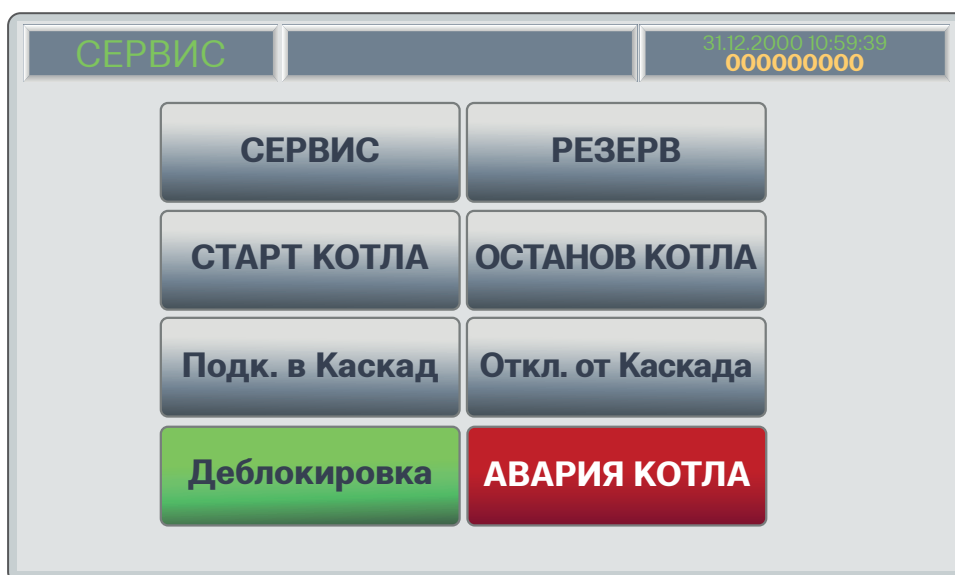 СЕРВИС
31.12.2000 10:59:39
000000000
СЕРВИС
РЕЗЕРВ
СТАРТ КОТЛА
ОСТАНОВ КОТЛА
Подк. в Каскад
Откл. от Каскада
Деблокировка
АВАРИЯ КОТЛА